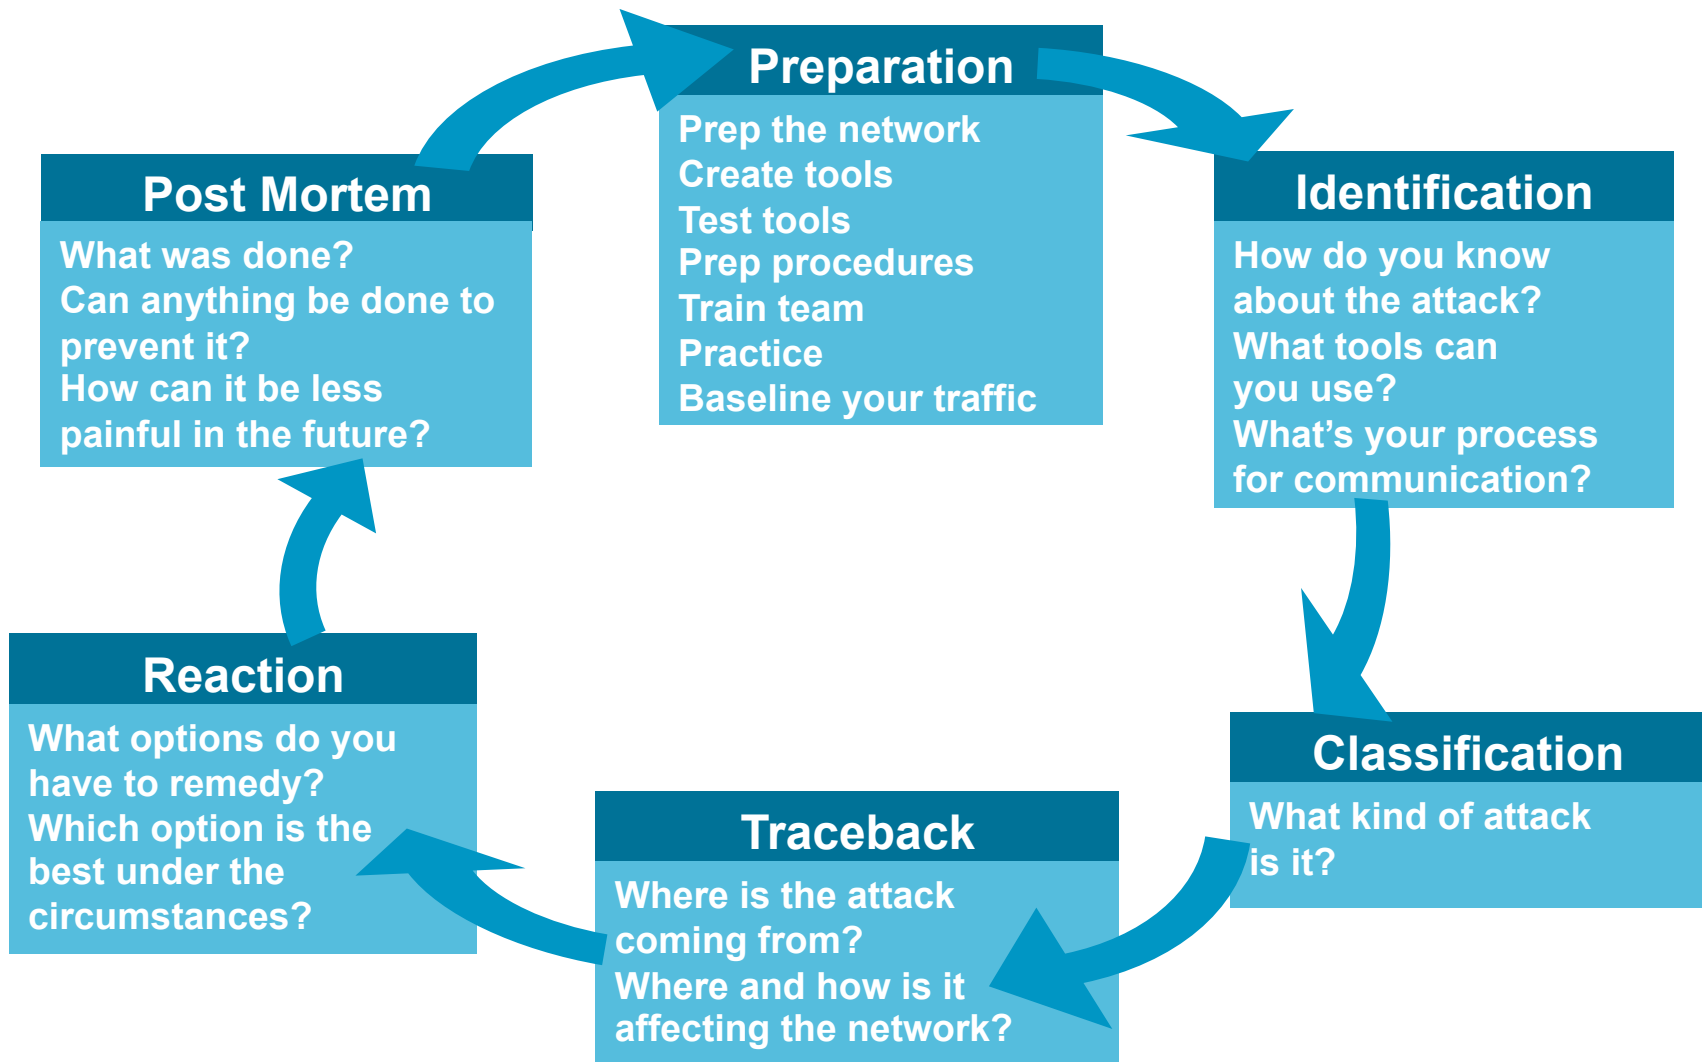 Preparation
Prep the network
Create tools
Test tools
Prep procedures
Train team
Practice
Baseline your traffic
Identification
How do you know
about the attack?
What tools can
you use?
What’s your process
for communication?
Classification
What kind of attack
is it?
Traceback
Where is the attack
coming from?
Where and how is it
affecting the network?
Reaction
What options do you
have to remedy?
Which option is the
best under the
circumstances?
Post Mortem
What was done?
Can anything be done to
prevent it?
How can it be less
painful in the future?